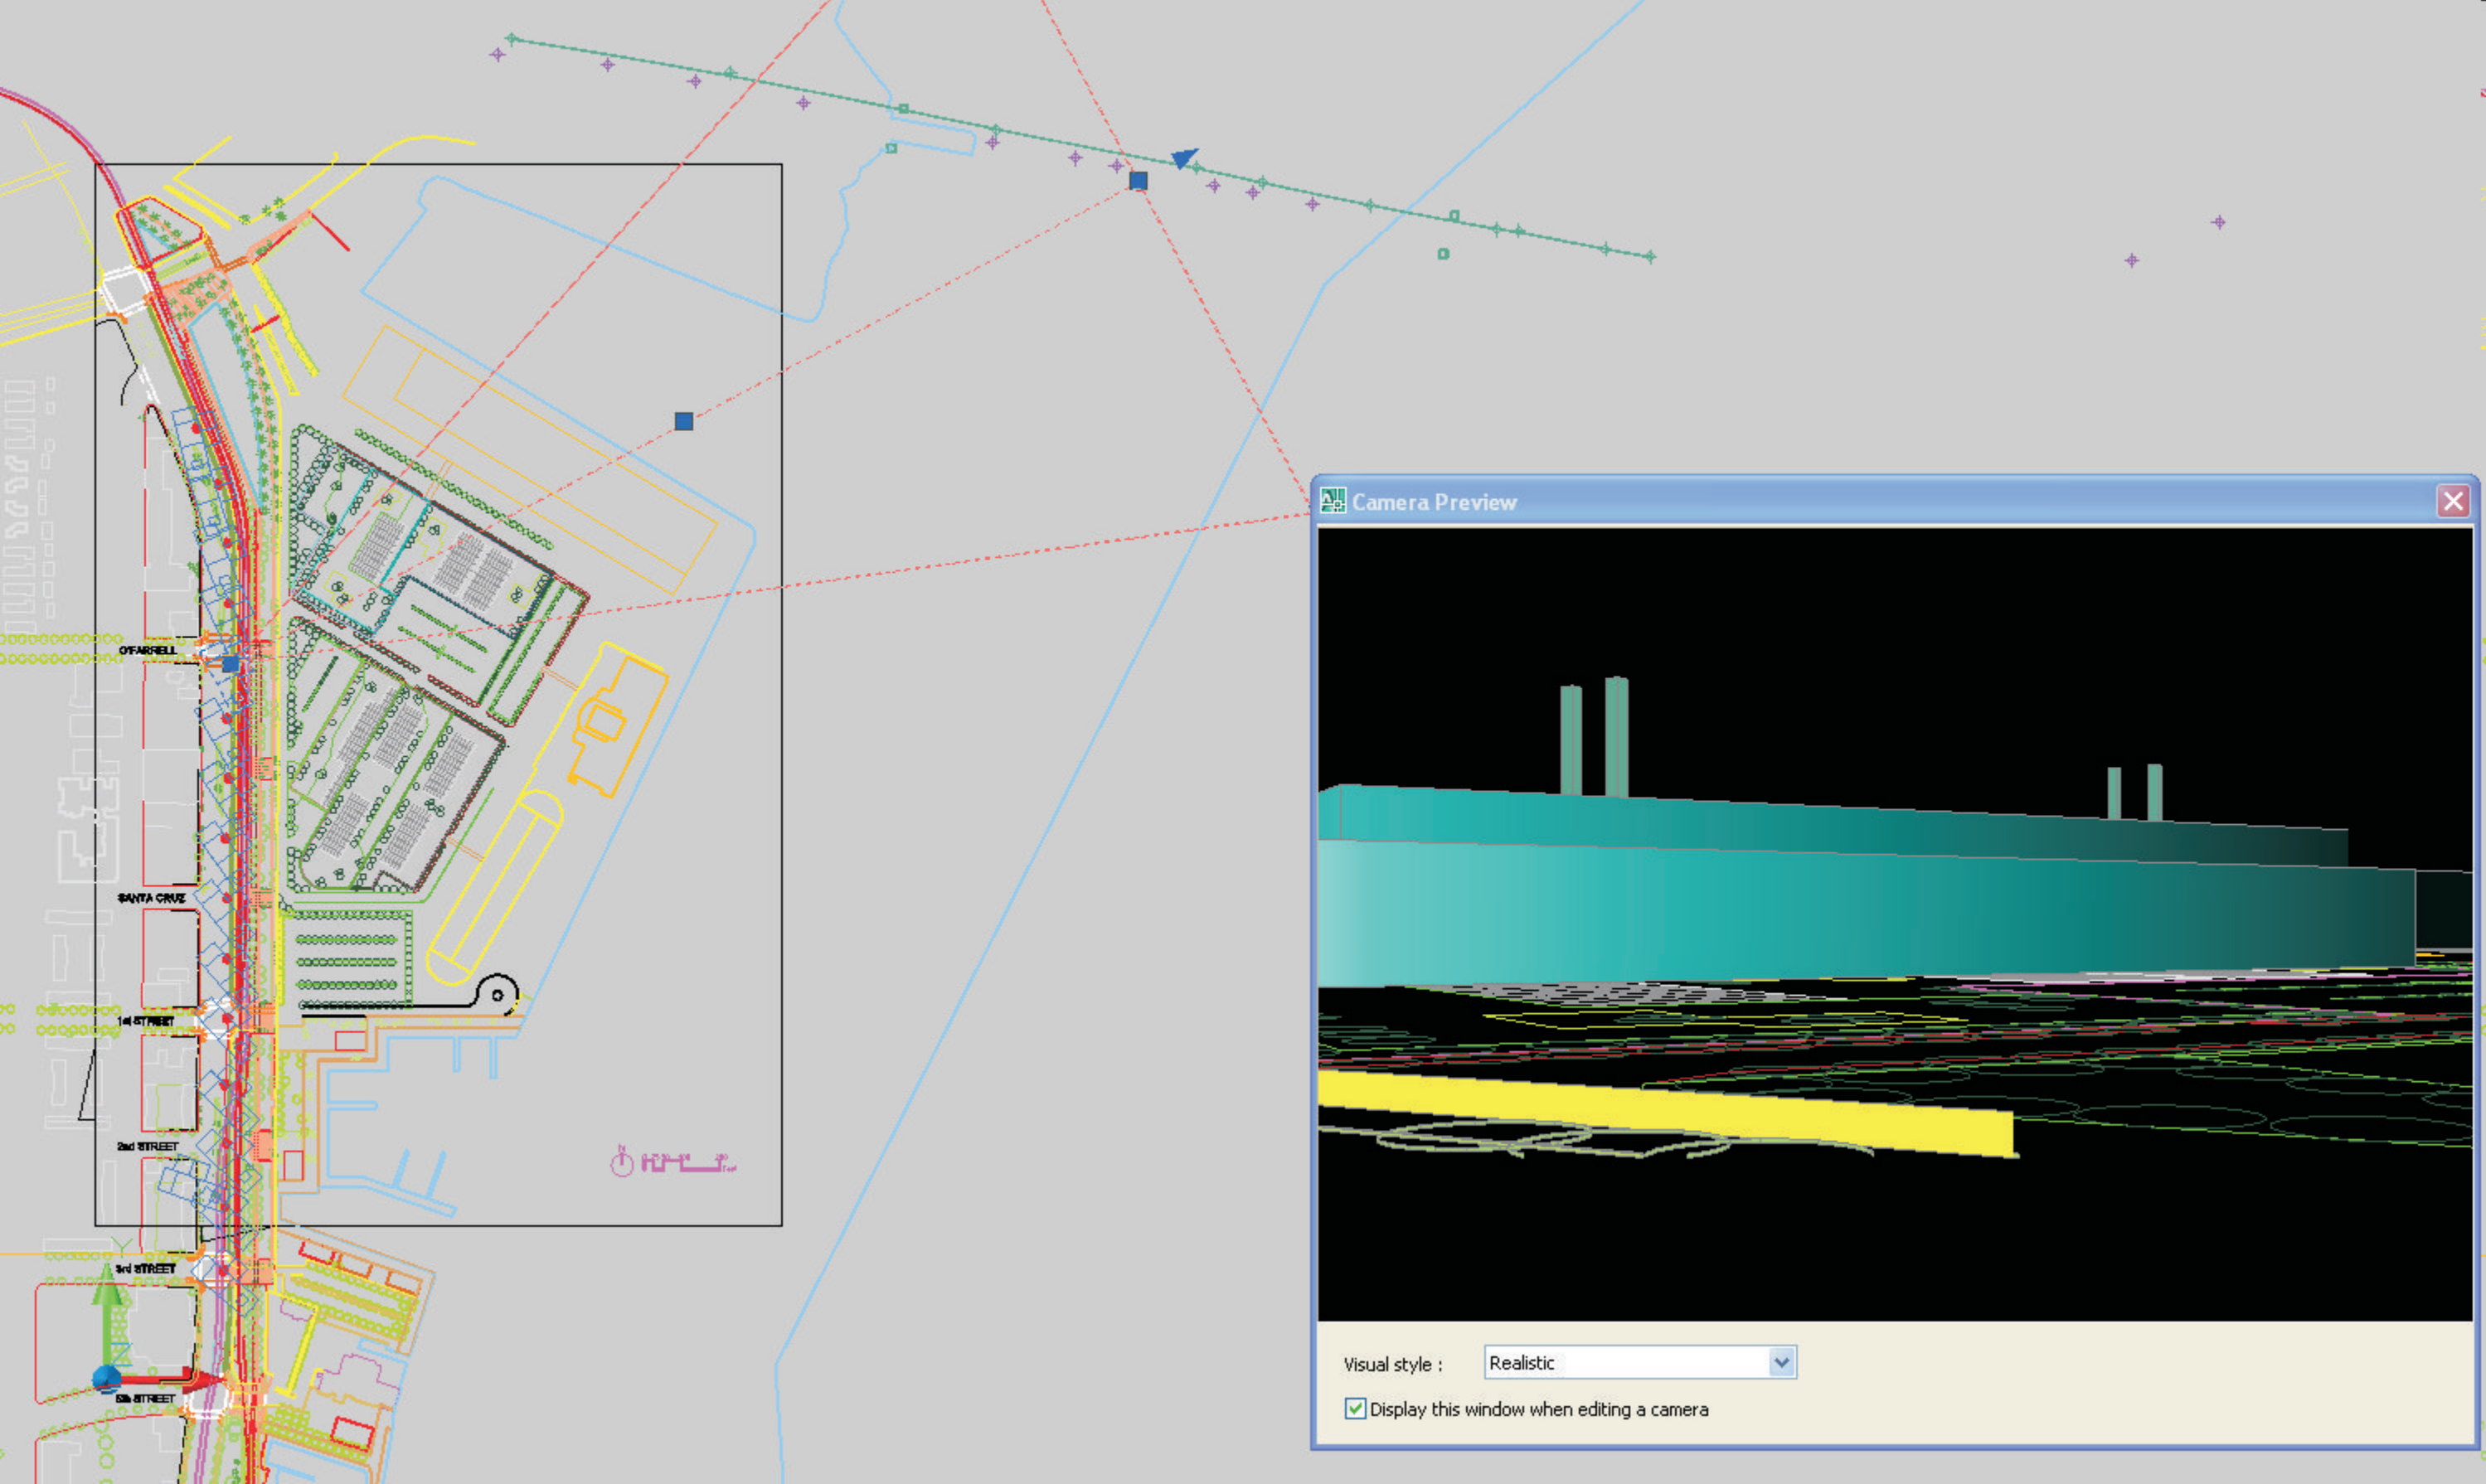 Camera Preview
O'FARRELL
SANTA CRUZ
1st STREET
2nd STREET
N
3rd STREET
Y
Z
5th STREET
Visual style :
Realistic
Display this window when editing a camera